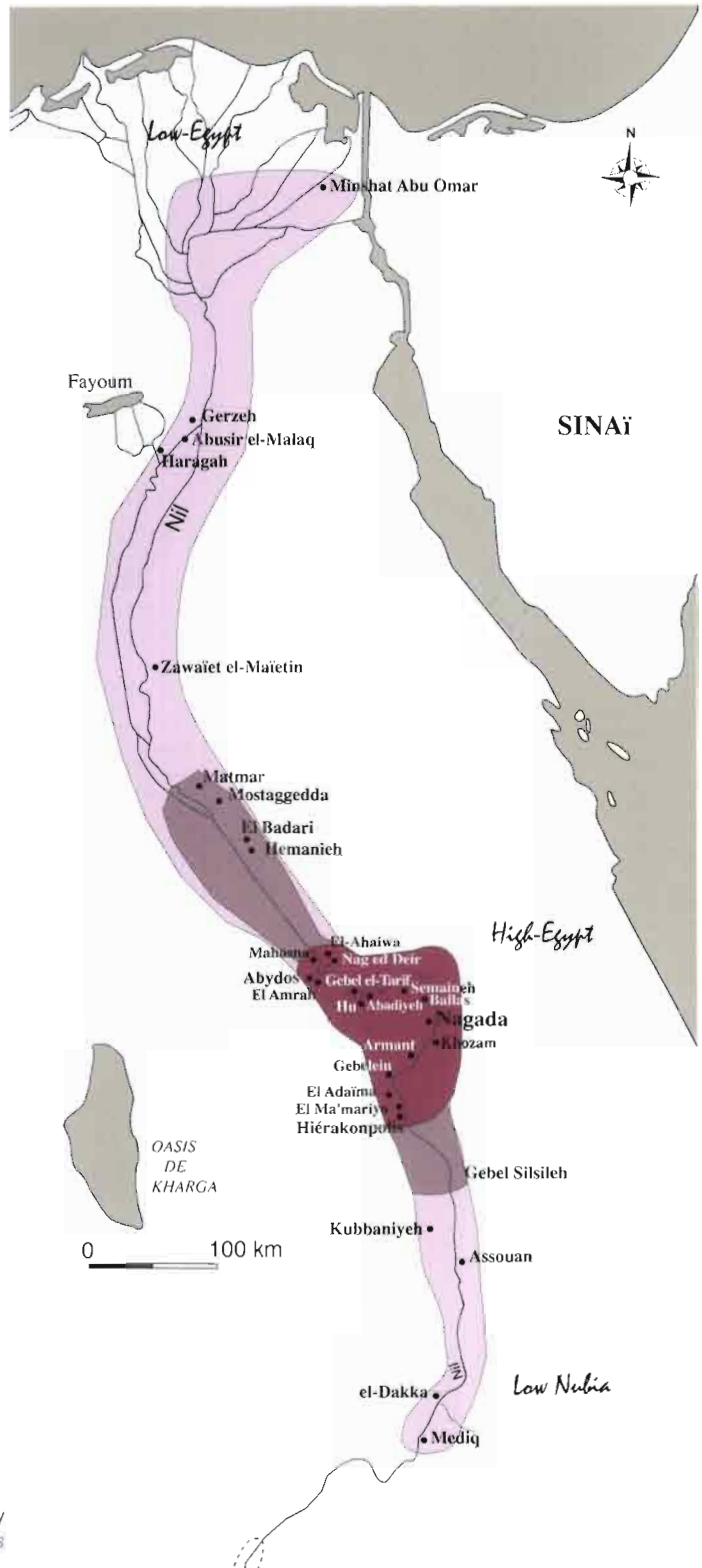 Low-Egypt
N
Minshat Abu Omar
Fayoum
Gerzeh
SINAï
Abusir el-Malaq
Haragah
Nil
Zawaïet el-Maïetin
Matmar
Mostaggedda
El Badari
Hemanieh
High-Egypt
El-Ahaiwa
Mahasna
Nag ed Deir
Abydos
Gebel el-Tarif
Semaineh
El Amrah
Hu
Abadiyeh
Ballas
Nagada
Armant
Khozam
Gebelein
El Adaïma
El Ma'mariya
Hiérakonpolis
OASIS
DE
KHARGA
Gebel Silsileh
0 100 km
Kubbaniyeh
Assouan
Nil
el-Dakka
Low Nubia
Mediq